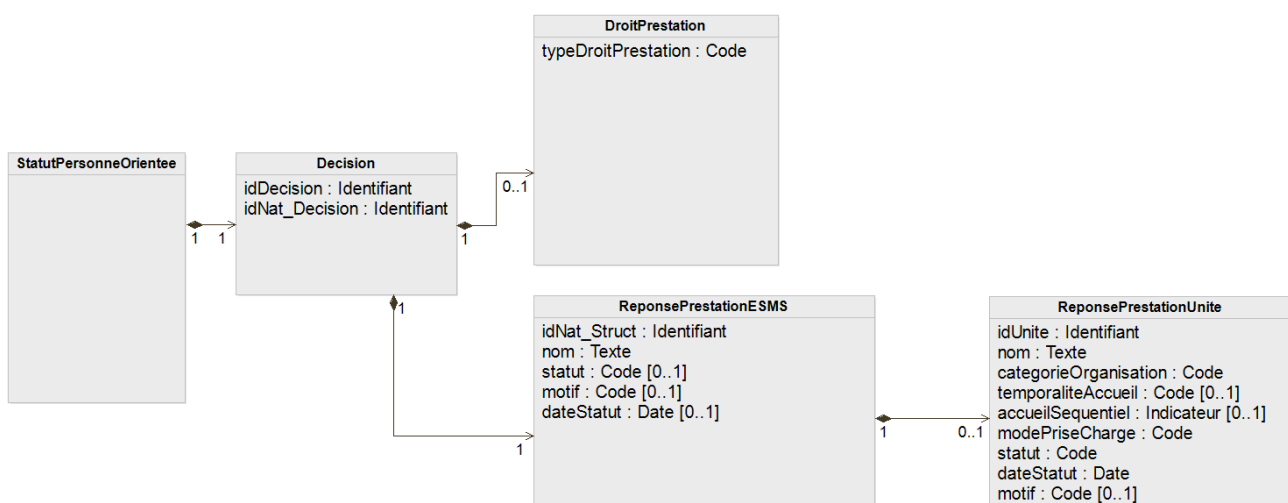 DroitPrestation
typeDroitPrestation : Code
StatutPersonneOrientee
Decision
idDecision : Identifiant
idNat_Decision : Identifiant
0..1
1
1
1
1
ReponsePrestationESMS
idNat_Struct : Identifiant
nom : Texte
statut : Code [0..1]
motif : Code [0..1]
dateStatut : Date [0..1]
1
1
0..1
ReponsePrestationUnite
idUnite : Identifiant
nom : Texte
categorieOrganisation : Code
temporaliteAccueil : Code [0..1]
accueilSequentiel : Indicateur [0..1]
modePriseCharge : Code
statut : Code
dateStatut : Date
motif : Code [0..1]